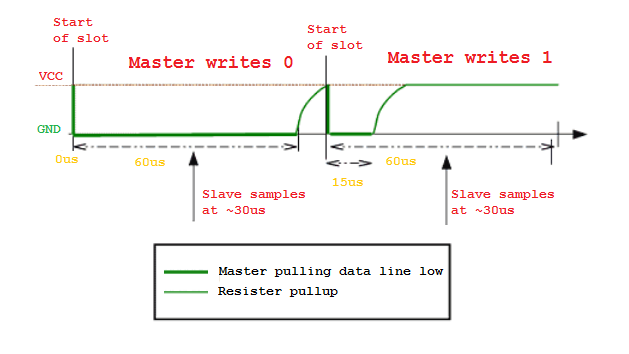 Start
of slot
Start
of slot
Master writes 0
Master writes 1
VCC
GND
0us
60us
60us
15us
Slave samples
at ~30us
Slave samples
at ~30us
Master pulling data line low
Resister pullup